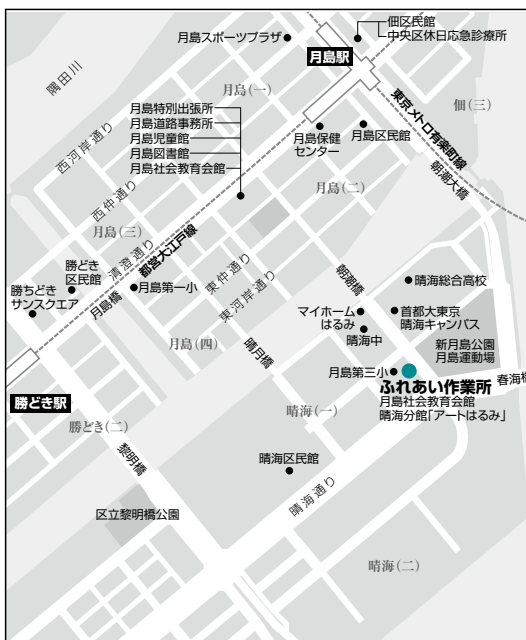 佃区民館
中央区休日応急診療所
月島スポーツプラザ
月島駅
隅田川
月島(一)
佃(三)
東京メトロ有楽町線
月島特別出張所
月島道路事務所
月島児童館
月島図書館
月島社会教育会館
月島保健
センター
月島区民館
西河岸通り
朝潮大橋
西仲通り
月島(二)
月島(三)
清澄通り
都営大江戸線
勝どき
区民館
月島橋
月島第一小
東仲通り
東河岸通り
朝潮橋
晴海総合高校
勝ちどき
サンスクエア
マイホーム
はるみ
首都大東京
晴海キャンパス
晴海中
新月島公園
月島運動場
月島(四)
晴月橋
月島第三小
春海橋
ふれあい作業所
月島社会教育会館
晴海分館「アートはるみ」
勝どき駅
勝どき(二)
晴海(一)
黎明橋
晴海区民館
晴海通り
区立黎明橋公園
晴海(二)